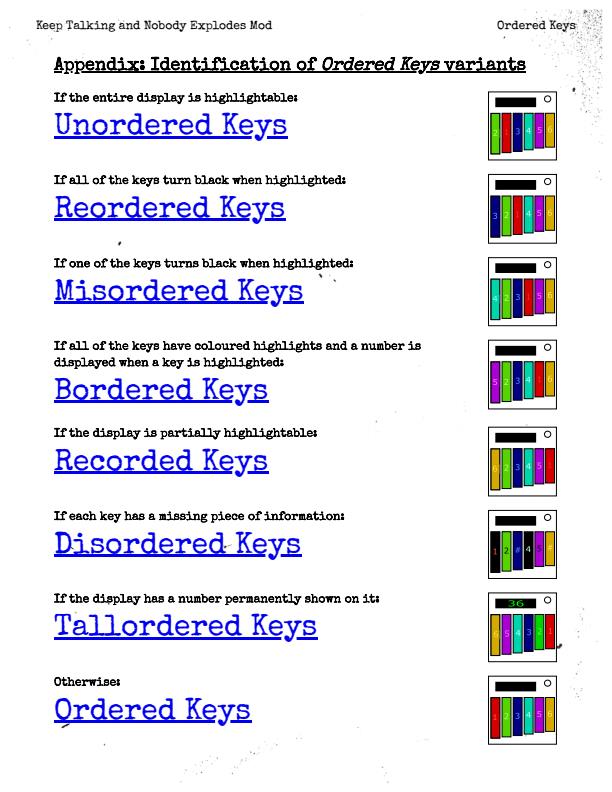 Keep Talking and Nobody Explodes Mod
Ordered Keys
Appendix: Identification of Ordered Keys variants
If the entire display is highlightable:
Unordered Keys
2 1 3 4 5 6
If all of the keys turn black when highlighted:
Reordered Keys
3 2 1 4 5 6
If one of the keys turns black when highlighted:
Misordered Keys
4 2 3 1 5 6
If all of the keys have coloured highlights and a number is
displayed when a key is highlighted:
Bordered Keys
5 2 3 4 1 6
If the display is partially highlightable:
Recorded Keys
6 2 3 4 5 1
If each key has a missing piece of information:
Disordered Keys
1 2 # 4 5 #
If the display has a number permanently shown on it:
Tallordered Keys
36
6 5 4 3 2 1
Otherwise:
Ordered Keys
1 2 3 4 5 6